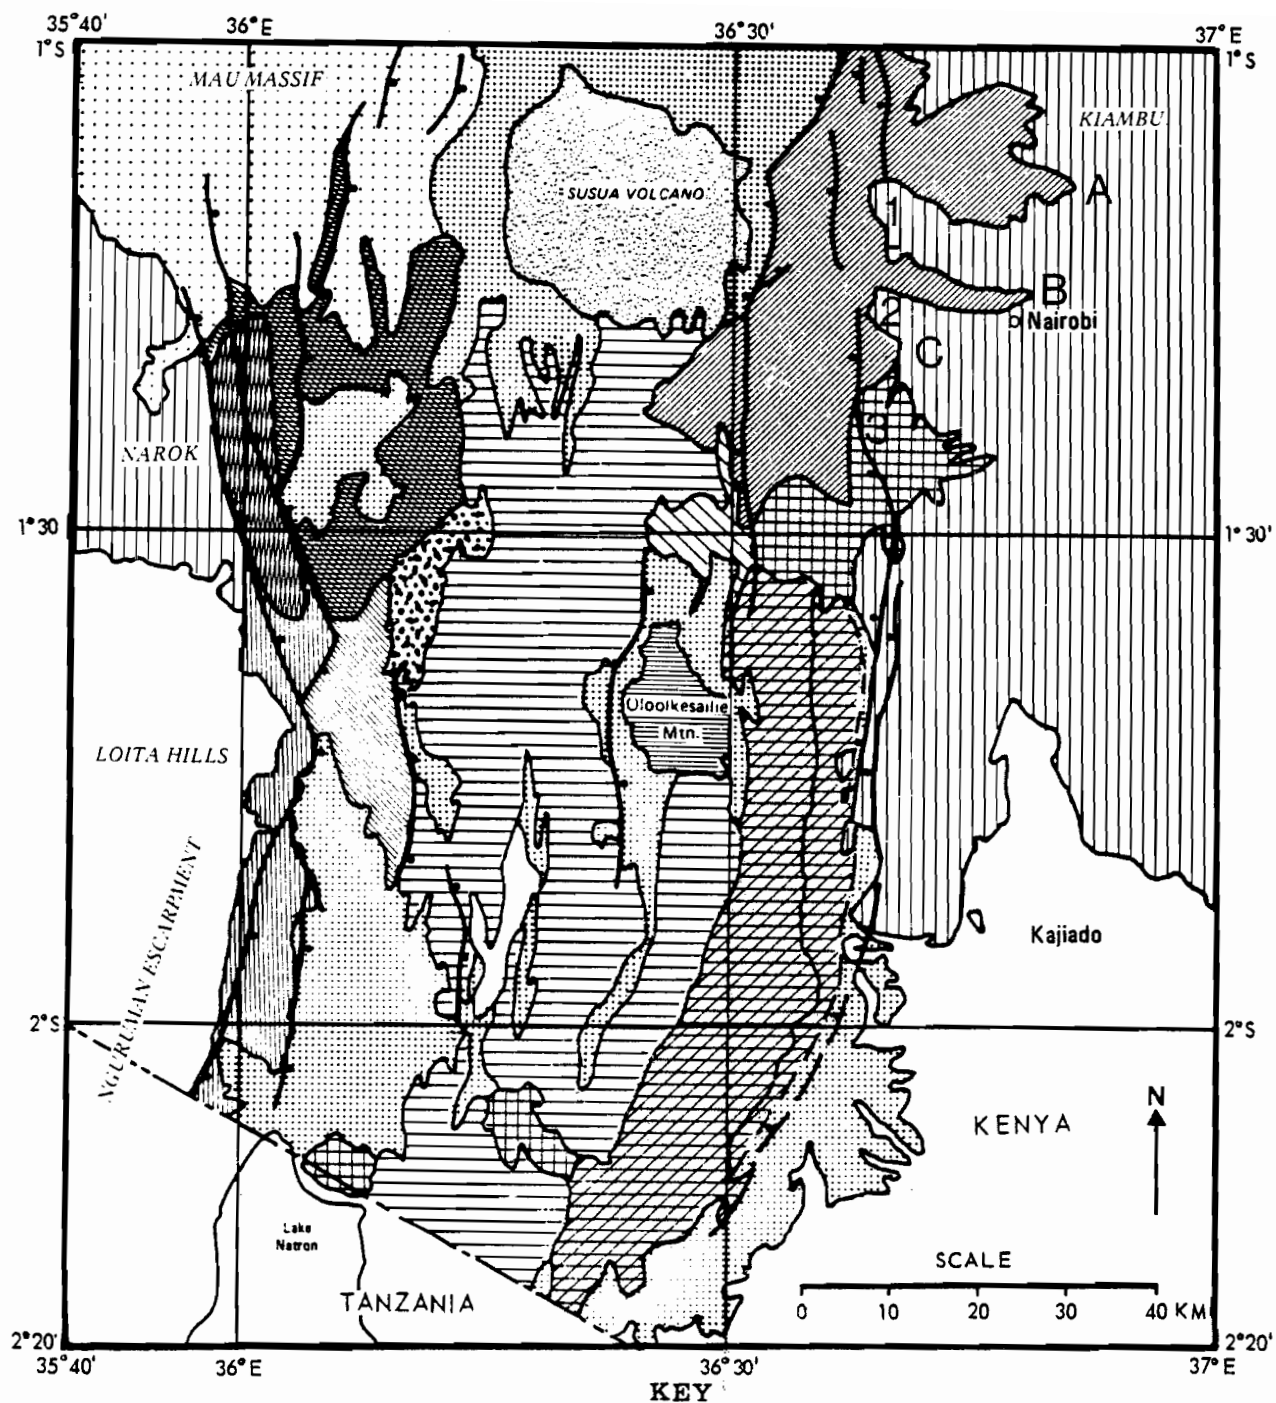 35°40' 36°E 36°30' 37°E
1°S 1°S
MAU MASSIF
KIAMBU
SUSUA VOLCANO
A
1
B
2
Nairobi
C
3
NAROK
1°30 1°30'
Oloolkesailie
Mtn.
LOITA HILLS
NGURUMAN ESCARPMENT
Kajiado
2°S 2°S
N
KENYA
Lake
Natron
SCALE
TANZANIA
0 10 20 30 40 KM
2°20' 2°20'
35°40' 36°E 36°30' 37°E
KEY